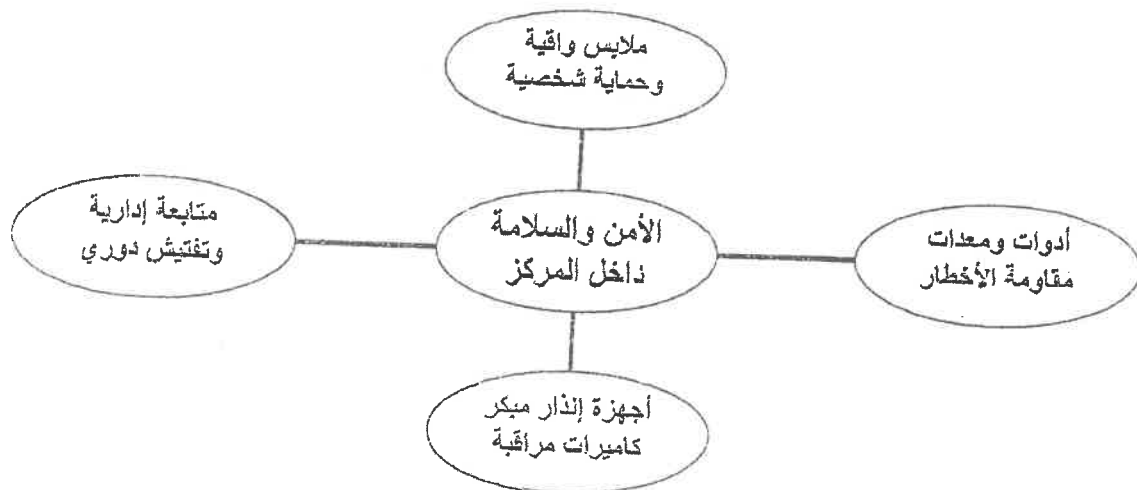 ملابس واقية
وحماية شخصية
الأمن والسلامة
داخل المركز
أدوات ومعدات
مقاومة الأخطار
متابعة إدارية
وتفتيش دوري
أجهزة إنذار مبكر
كاميرات مراقبة